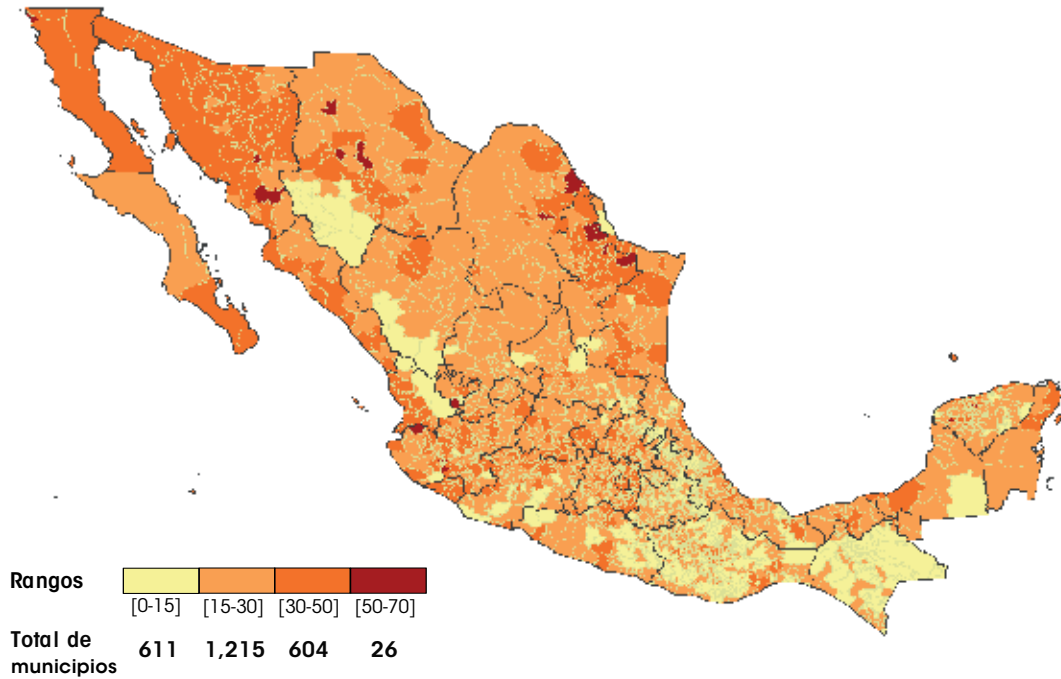 Rangos
[0-15] [15-30] [30-50] [50-70]
Total de
municipios 611 1,215 604 26